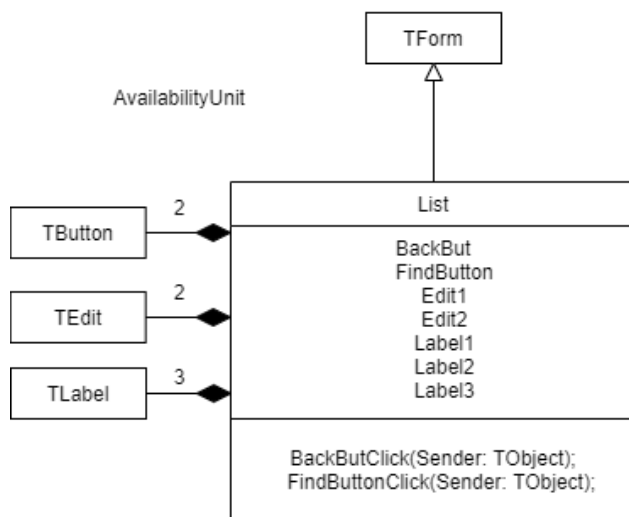 TForm
AvailabilityUnit
List
2
TButton
BackBut
FindButton
Edit1
Edit2
Label1
Label2
Label3
2
TEdit
3
TLabel
BackButClick(Sender: TObject);
FindButtonClick(Sender: TObject);